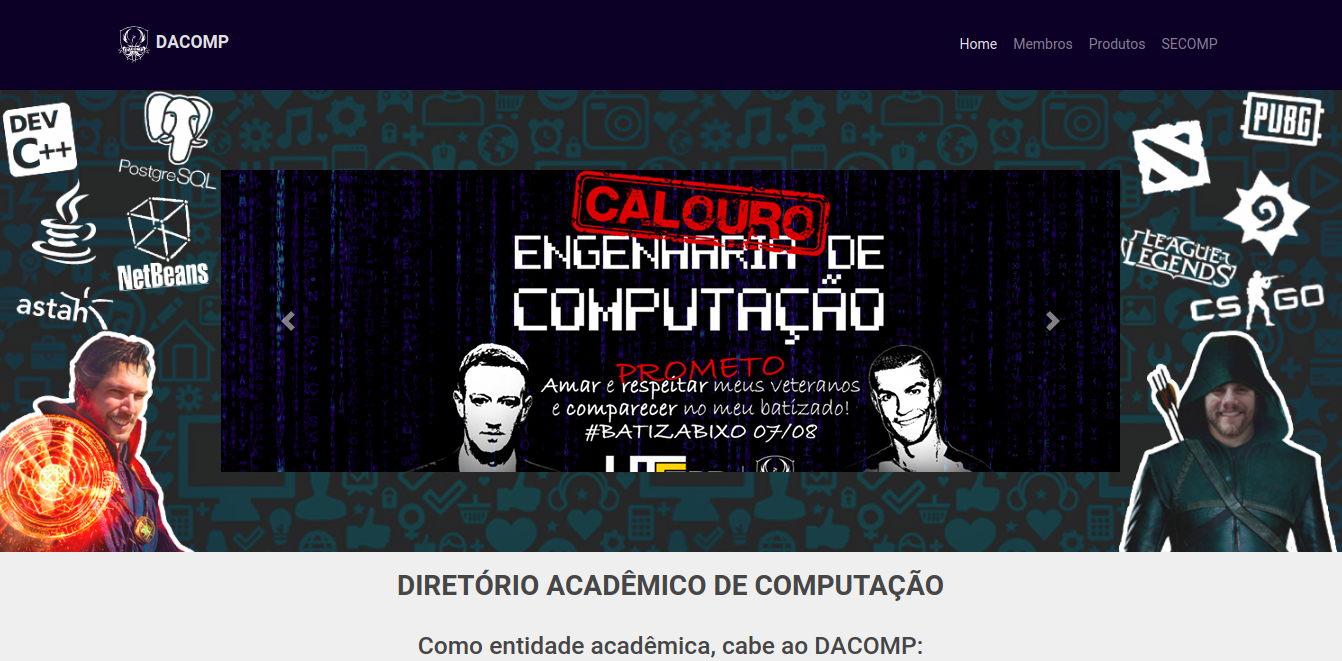 DACOMP
Home Membros Produtos SECOMP
DEV
C++
PostgreSQL
NetBeans
astah
PUBG
LEAGUE OF
LEGENDS
CS GO
CALOURO
ENGENHARIA DE
COMPUTAÇÃO
PROMETO
Amar e respeitar meus veteranos
e comparecer no meu batizado!
#BATIZABIXO 07/08
DIRETÓRIO ACADÊMICO DE COMPUTAÇÃO
Como entidade acadêmica, cabe ao DACOMP: